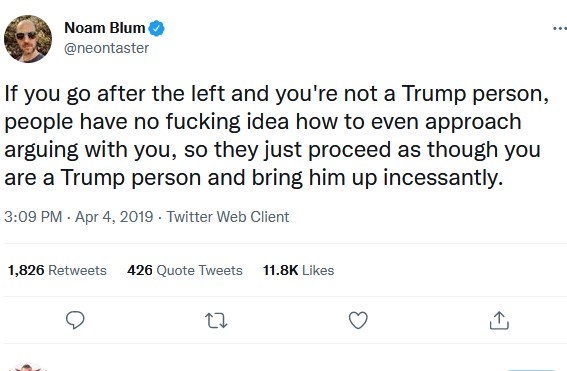 Noam Blum
@neontaster
If you go after the left and you're not a Trump person,
people have no fucking idea how to even approach
arguing with you, so they just proceed as though you
are a Trump person and bring him up incessantly.
3:09 PM · Apr 4, 2019 · Twitter Web Client
1,826 Retweets 426 Quote Tweets 11.8K Likes